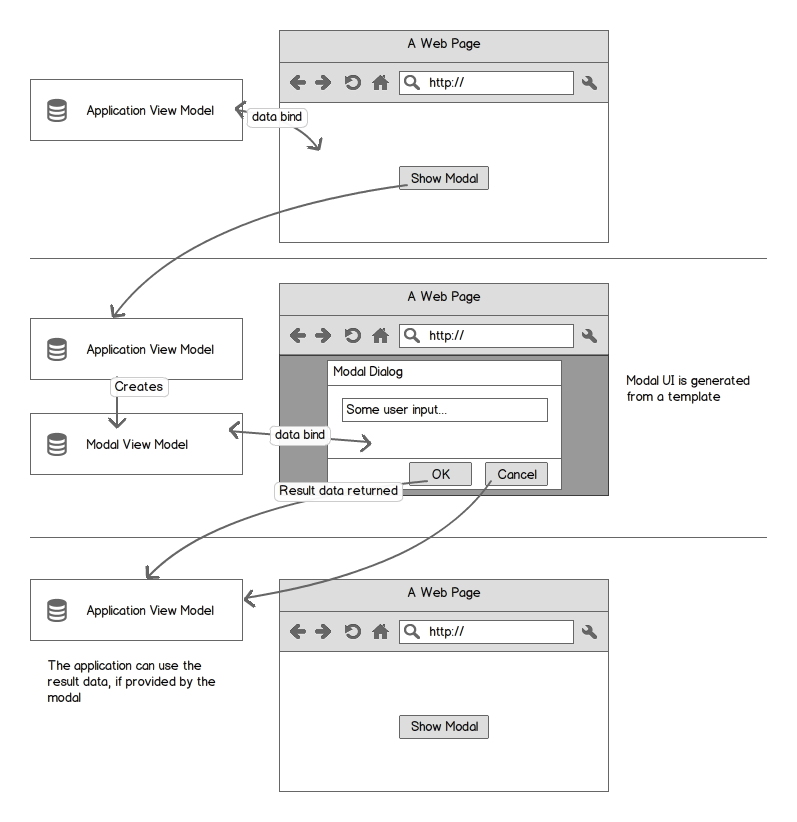 A Web Page
http://
Application View Model
data bind
Show Modal
A Web Page
http://
Application View Model
Creates
Modal View Model
Modal Dialog
Some user input...
data bind
OK
Cancel
Result data returned
Modal UI is generated
from a template
A Web Page
http://
Application View Model
The application can use the
result data, if provided by the
modal
Show Modal